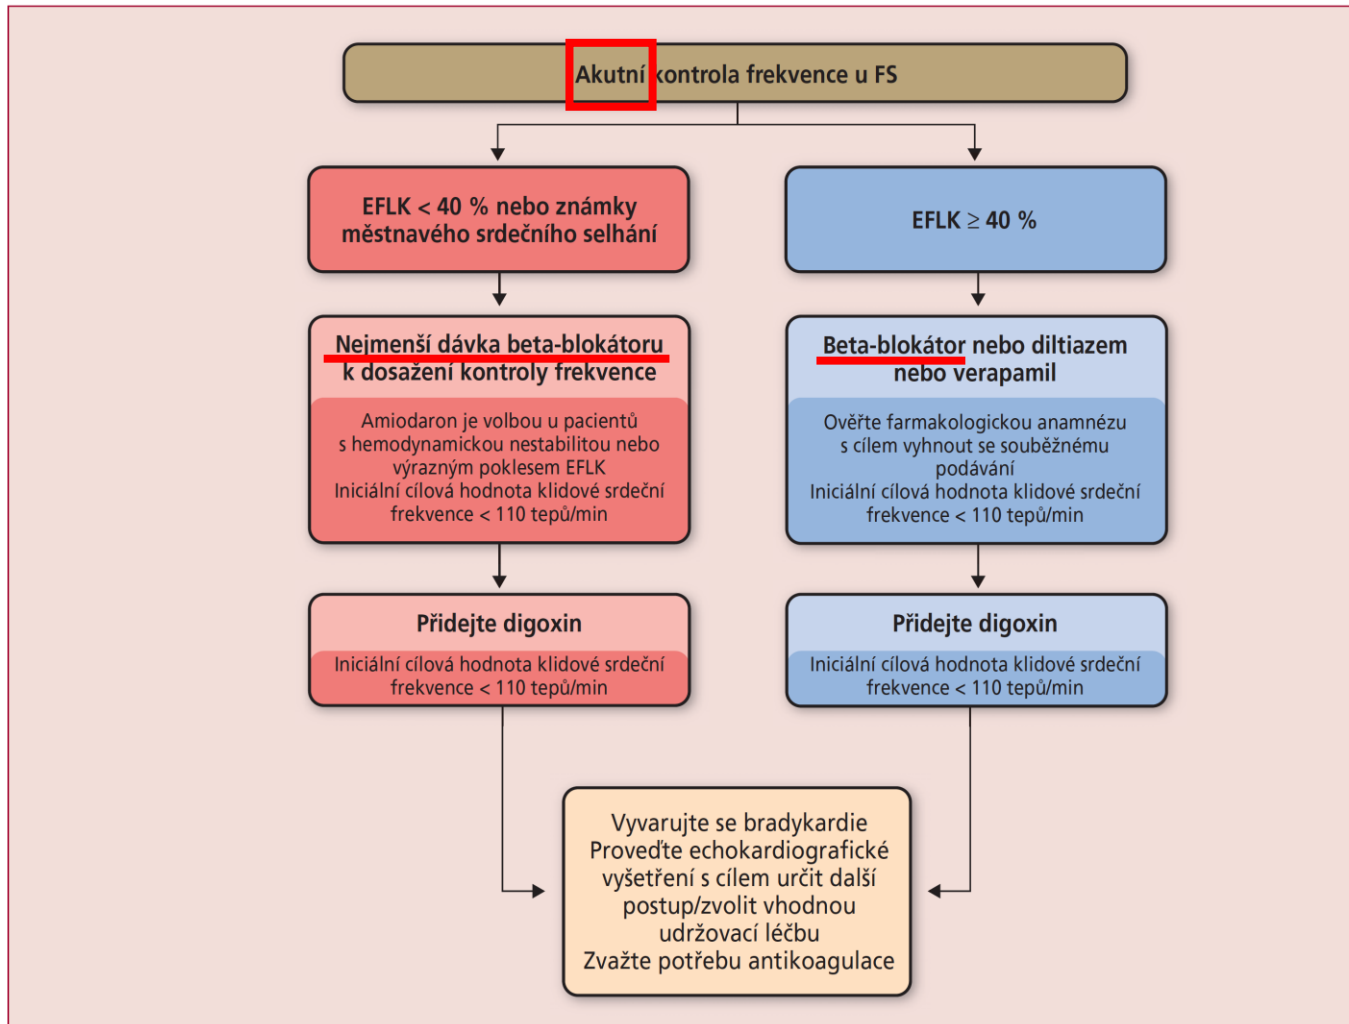 Akutní kontrola frekvence u FS
EFLK < 40 % nebo známky
městnavého srdečního selhání
EFLK ≥ 40 %
Nejmenší dávka beta-blokátoru
k dosažení kontroly frekvence
Amiodaron je volbou u pacientů
s hemodynamickou nestabilitou nebo
výrazným poklesem EFLK
Iniciální cílová hodnota klidové srdeční
frekvence < 110 tepů/min
Beta-blokátor nebo diltiazem
nebo verapamil
Ověřte farmakologickou anamnézu
s cílem vyhnout se souběžnému
podávání
Iniciální cílová hodnota klidové srdeční
frekvence < 110 tepů/min
Přidejte digoxin
Iniciální cílová hodnota klidové srdeční
frekvence < 110 tepů/min
Přidejte digoxin
Iniciální cílová hodnota klidové srdeční
frekvence < 110 tepů/min
Vyvarujte se bradykardie
Proveďte echokardiografické
vyšetření s cílem určit další
postup/zvolit vhodnou
udržovací léčbu
Zvažte potřebu antikoagulace